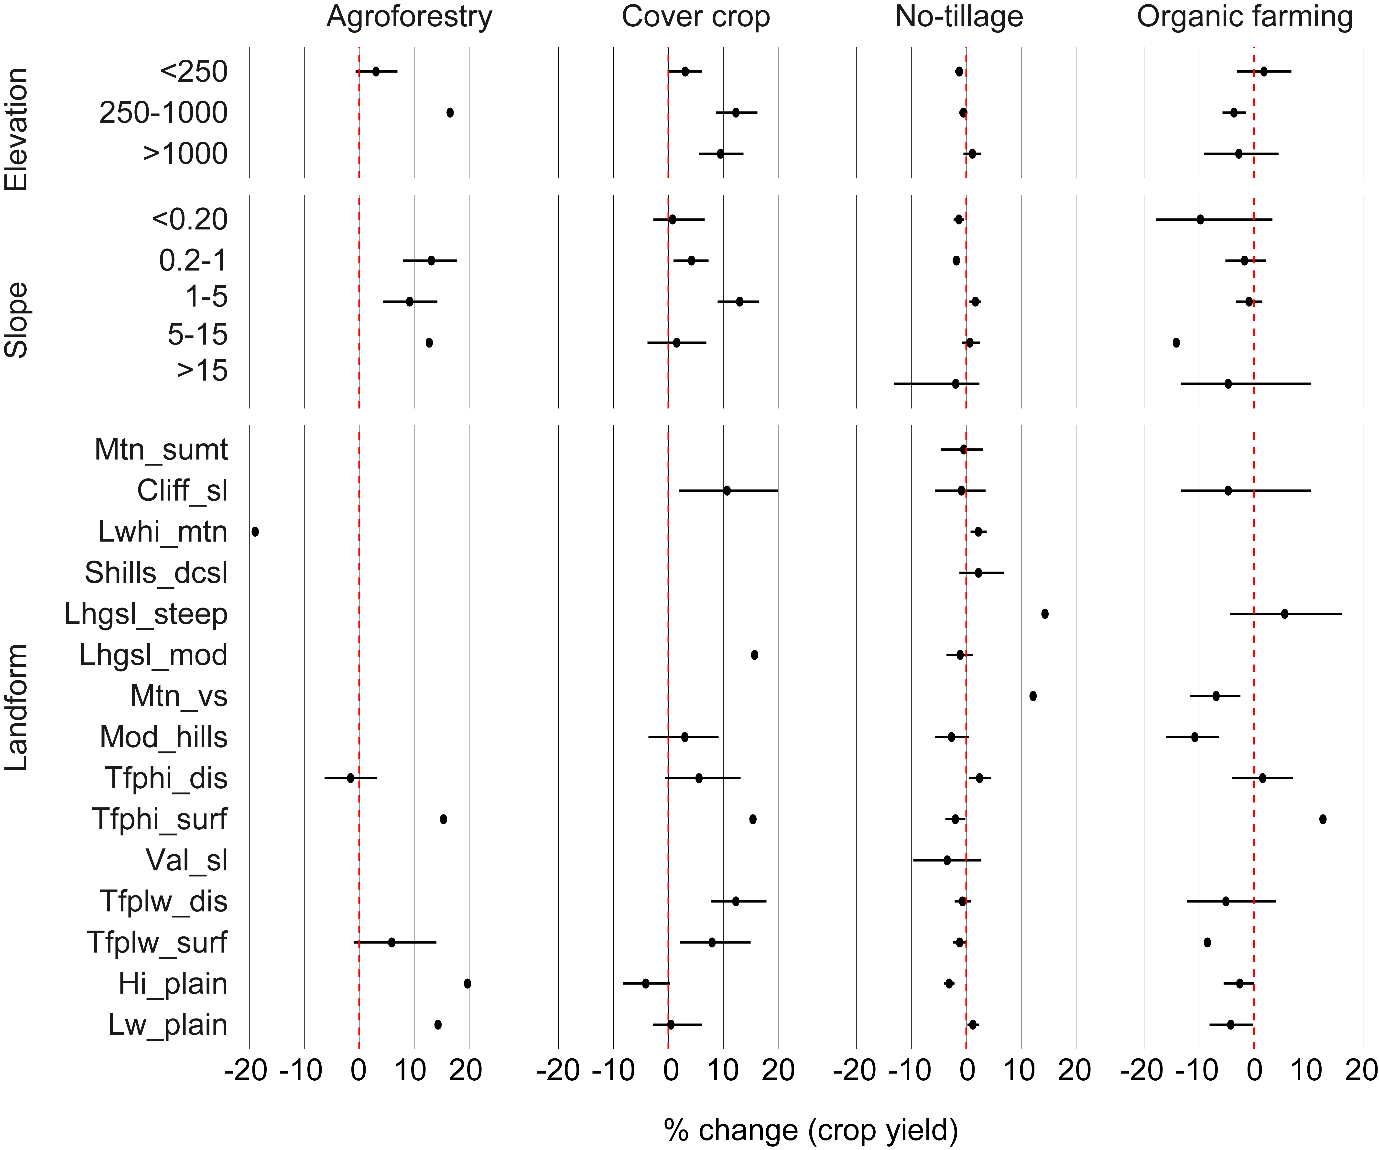 Agroforestry Cover crop No-tillage Organic farming
Elevation
<250
250-1000
>1000
Slope
<0.20
0.2-1
1-5
5-15
>15
Landform
Mtn_sumt
Cliff_sl
Lwhi_mtn
Shills_dcsl
Lhgsl_steep
Lhgsl_mod
Mtn_vs
Mod_hills
Tfphi_dis
Tfphi_surf
Val_sl
Tfplw_dis
Tfplw_surf
Hi_plain
Lw_plain
-20 -10 0 10 20 -20 -10 0 10 20 -20 -10 0 10 20 -20 -10 0 10 20
% change (crop yield)